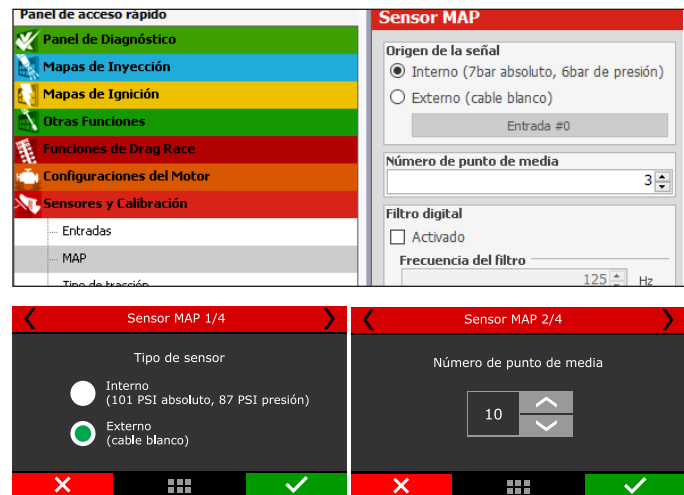 Panel de acceso rápido
Panel de Diagnóstico
Mapas de Inyección
Mapas de Ignición
Otras Funciones
Funciones de Drag Race
Configuraciones del Motor
Sensores y Calibración
Entradas
MAP
Tipo de tracción
Sensor MAP
Origen de la señal
Interno (7bar absoluto, 6bar de presión)
Externo (cable blanco)
Entrada #0
Número de punto de media
3
Filtro digital
Activado
Frecuencia del filtro
125 Hz
Sensor MAP 1/4
Tipo de sensor
Interno
(101 PSI absoluto, 87 PSI presión)
Externo
(cable blanco)
Sensor MAP 2/4
Número de punto de media
10